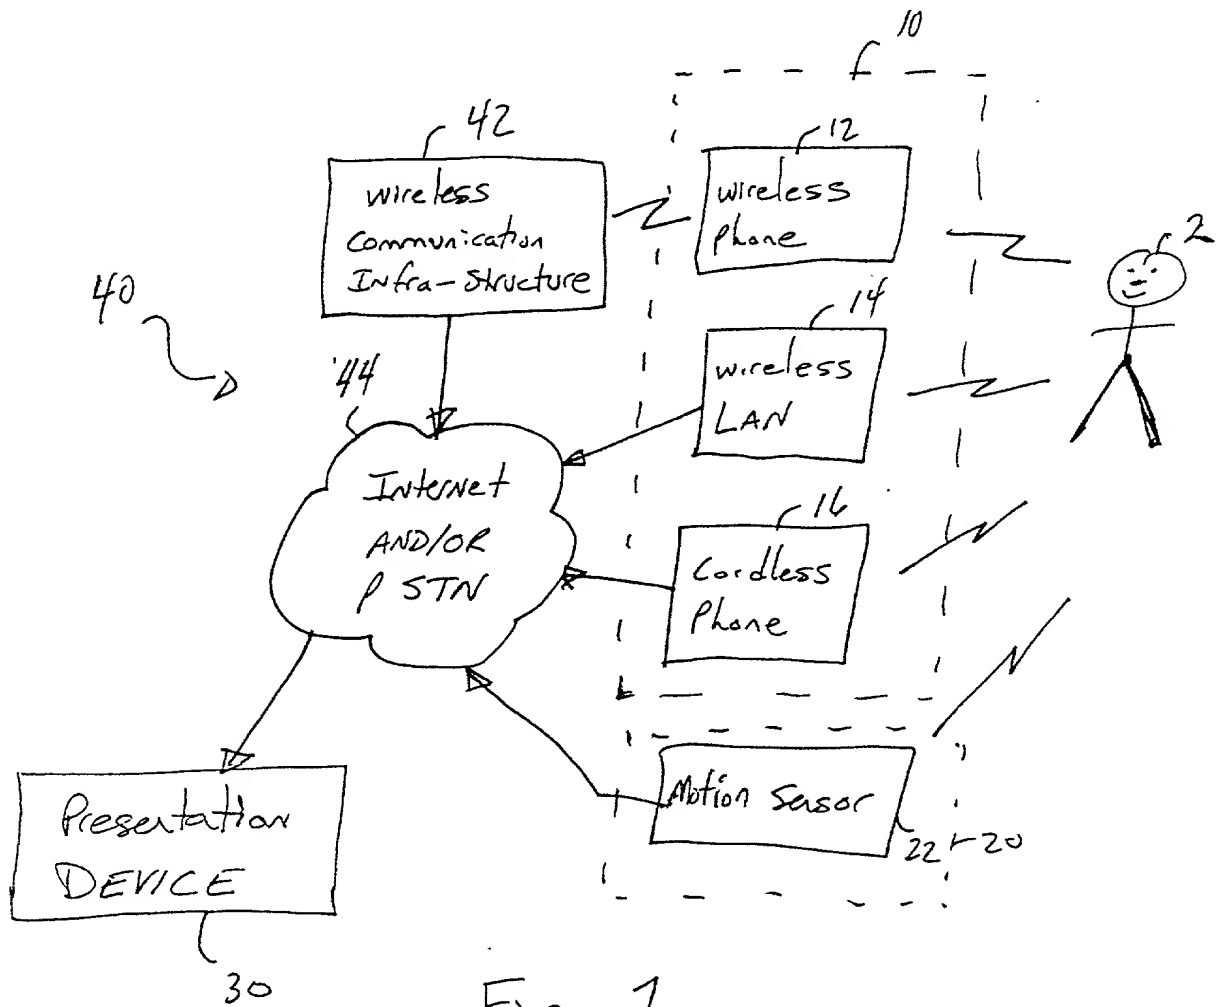 10
42
12
wireless
Communication
Infra-Structure
wireless
Phone
2
40
14
44
wireless
LAN
Internet
AND/OR
PSTN
16
Cordless
Phone
Motion Sensor
22
20
Presentation
DEVICE
30
Fig. 1